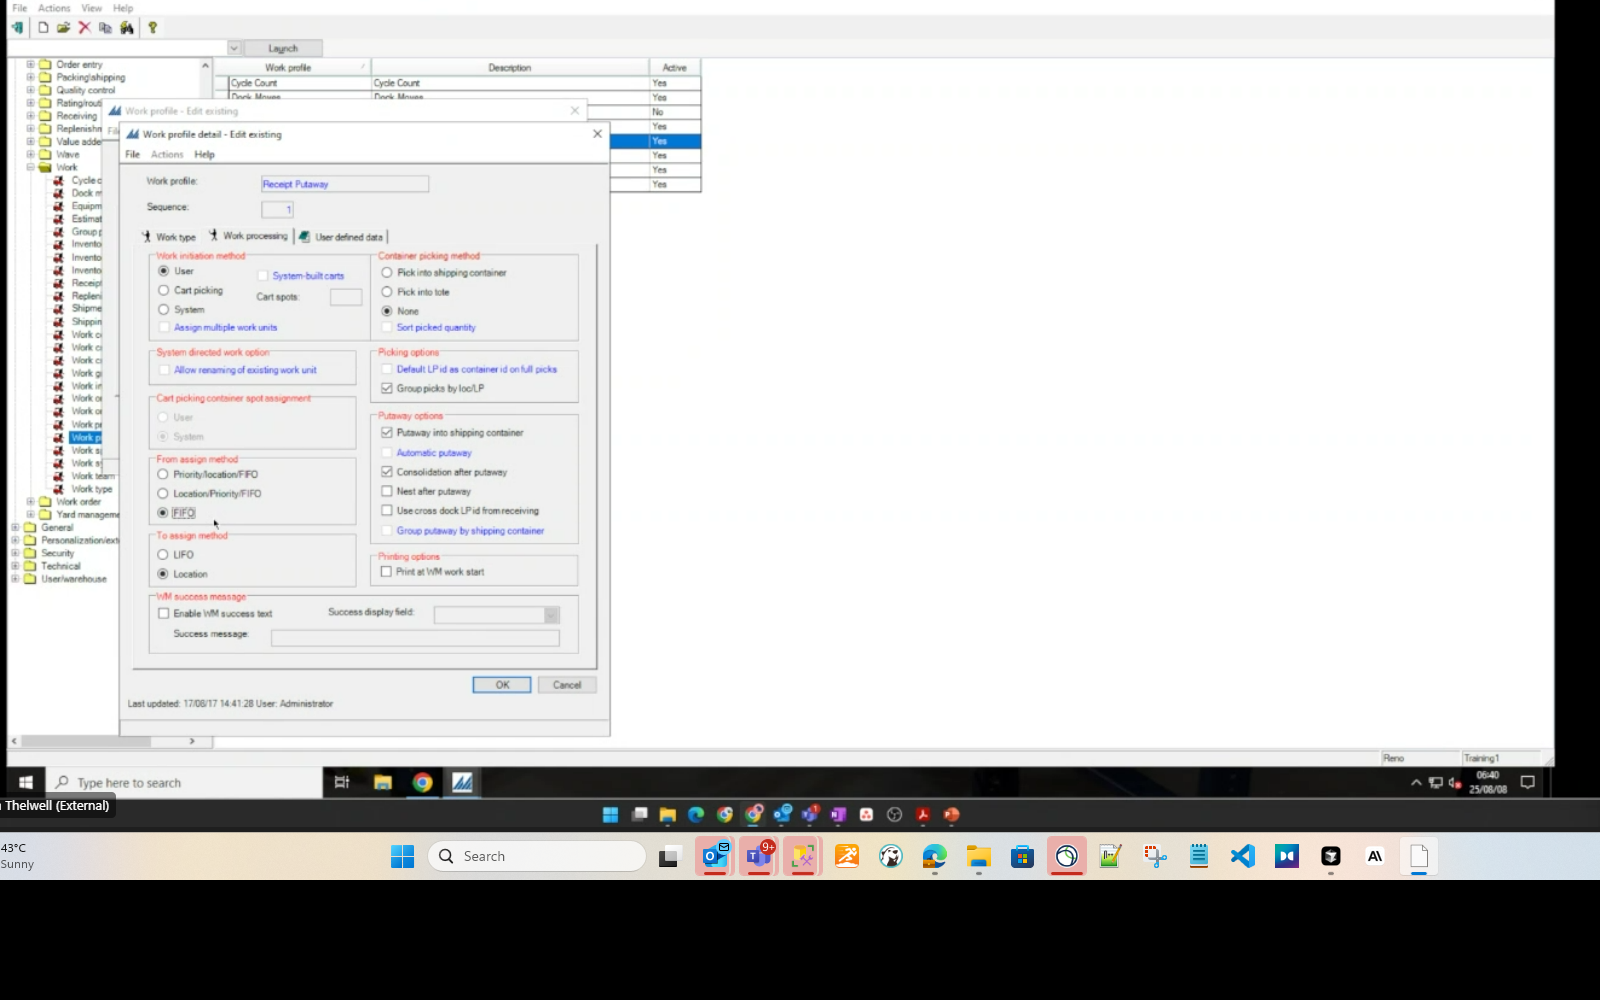 File Actions View Help
Launch
Order entry
Packing\shipping
Quality control
Rating/routi
Receiving
Replenishm
Value adde
Wave
Work
Cycle c
Dock m
Equipm
Estimat
Group p
Invento
Invento
Invento
Receipt
Replen
Shipme
Shippin
Work c
Work c
Work c
Work g
Work in
Work o
Work o
Work pr
Work p
Work s
Work s
Work team
Work type
Work order
Yard manageme
General
Personalization/ext
Security
Technical
User/warehouse
Work profile Description Active
Cycle Count Cycle Count Yes
Dock Moves Dock Moves Yes
No
Yes
Yes
Yes
Yes
Yes
Work profile - Edit existing
Work profile detail - Edit existing
File Actions Help
Work profile: Receipt Putaway
Sequence: 1
Work type Work processing User defined data
Work initiation method
User
System-built carts
Cart picking
Cart spots:
System
Assign multiple work units
System directed work option
Allow renaming of existing work unit
Cart picking container spot assignment
User
System
From assign method
Priority/location/FIFO
Location/Priority/FIFO
FIFO
To assign method
LIFO
Location
Container picking method
Pick into shipping container
Pick into tote
None
Sort picked quantity
Picking options
Default LP id as container id on full picks
Group picks by loc/LP
Putaway options
Putaway into shipping container
Automatic putaway
Consolidation after putaway
Nest after putaway
Use cross dock LP id from receiving
Group putaway by shipping container
Printing options
Print at WM work start
WM success message
Enable WM success text Success display field:
Success message:
OK Cancel
Last updated: 17/08/17 14:41:28 User: Administrator
Reno Training1
Type here to search
06:40
25/08/08
Thelwell (External)
43°C
Sunny
Search
9+